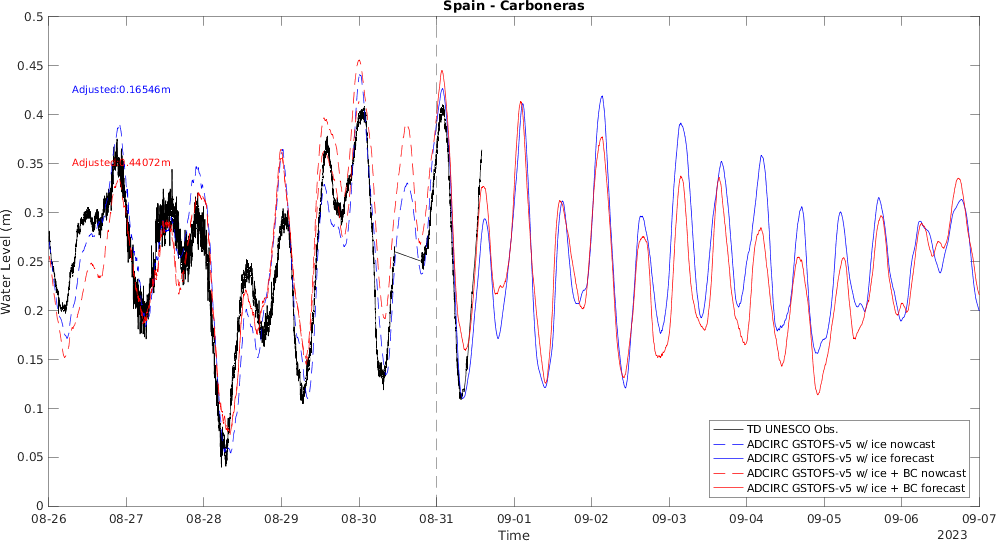 Spain - Carboneras
0.5
0.45
0.4
0.35
0.3
0.25
0.2
0.15
0.1
0.05
0
Water Level (m)
Adjusted:0.16546m
Adjusted:0.44072m
TD UNESCO Obs.
ADCIRC GSTOFS-v5 w/ ice nowcast
ADCIRC GSTOFS-v5 w/ ice forecast
ADCIRC GSTOFS-v5 w/ ice + BC nowcast
ADCIRC GSTOFS-v5 w/ ice + BC forecast
08-26 08-27 08-28 08-29 08-30 08-31 09-01 09-02 09-03 09-04 09-05 09-06 09-07
Time
2023